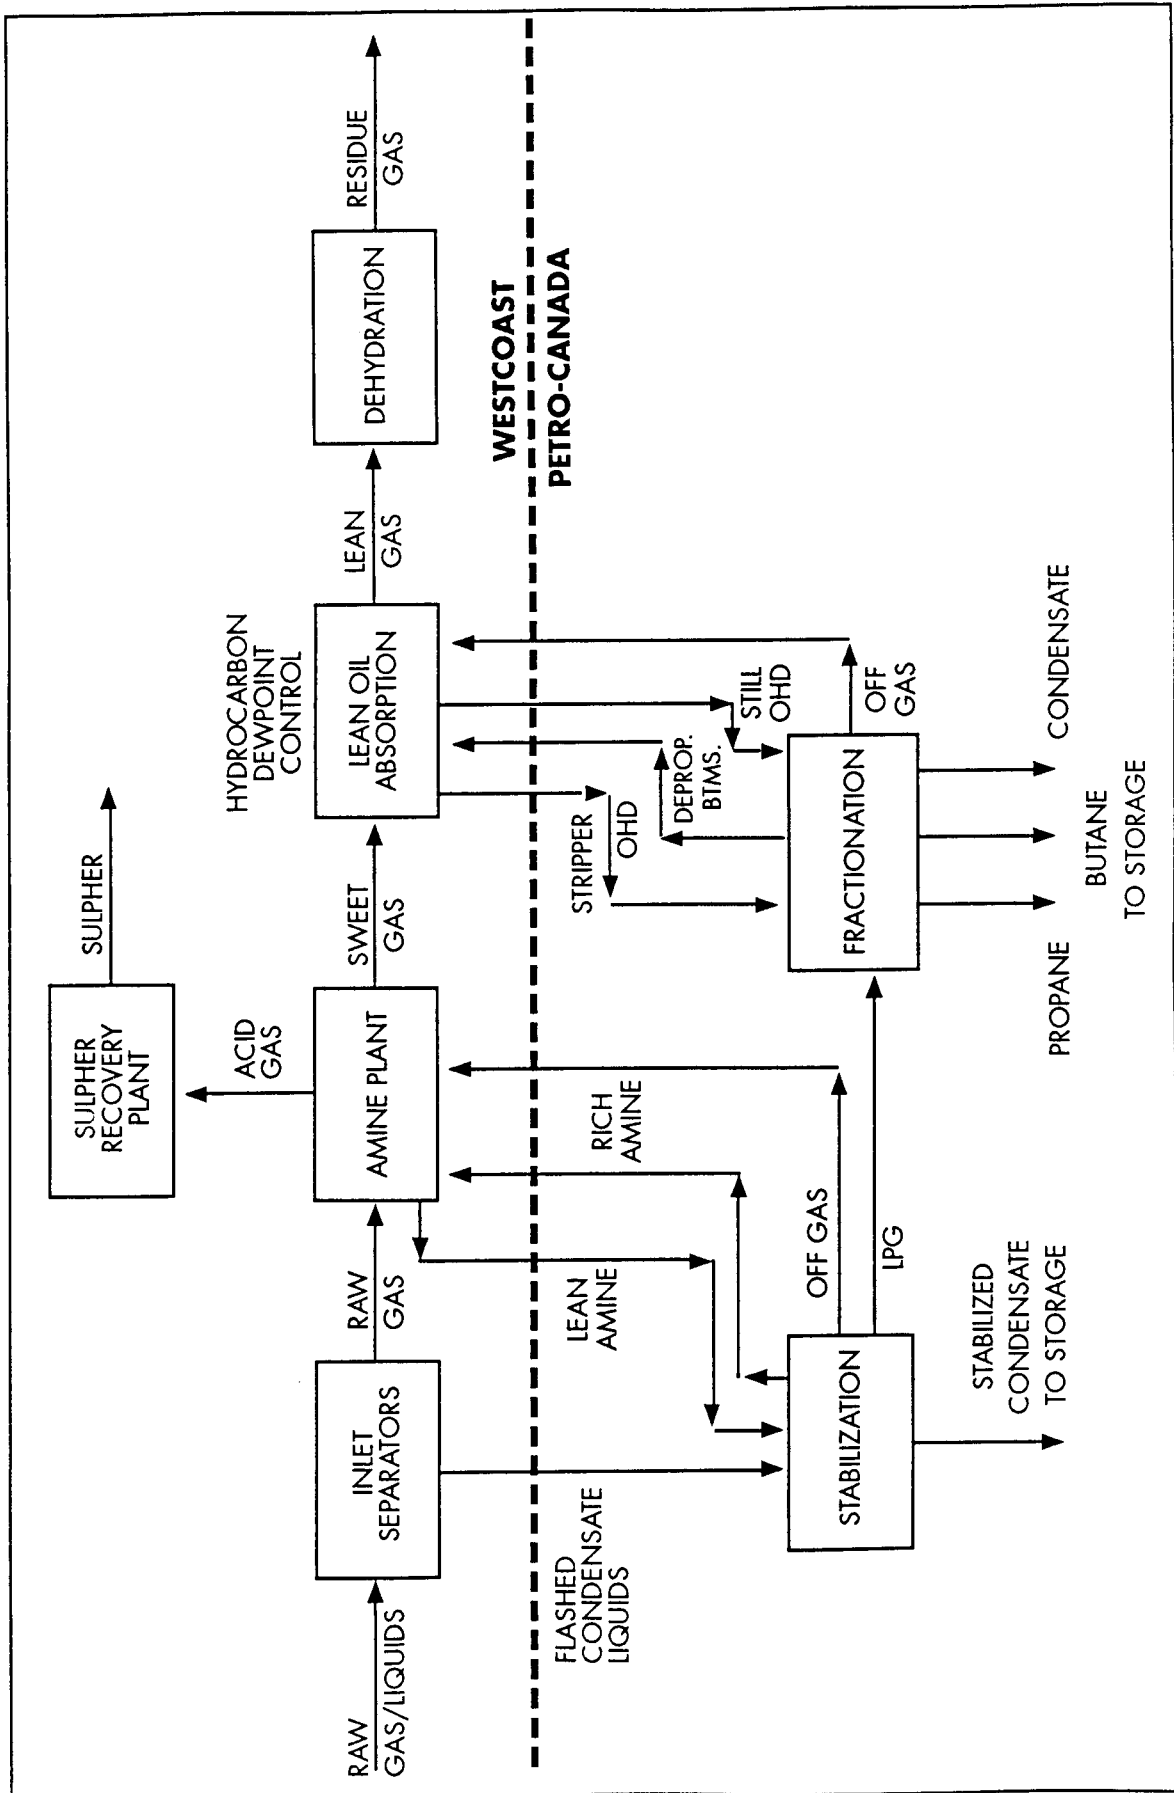 SULPHER
RECOVERY
PLANT
SULPHER
ACID
GAS
HYDROCARBON
DEWPOINT
CONTROL
RAW
GAS/LIQUIDS
INLET
SEPARATORS
RAW
GAS
AMINE PLANT
SWEET
GAS
LEAN OIL
ABSORPTION
LEAN
GAS
DEHYDRATION
RESIDUE
GAS
WESTCOAST
PETRO-CANADA
FLASHED
CONDENSATE
LIQUIDS
LEAN
AMINE
RICH
AMINE
STRIPPER
OHD
DEPROP.
BTMS.
STILL
OHD
OFF GAS
LPG
OFF
GAS
STABILIZATION
FRACTIONATION
STABILIZED
CONDENSATE
TO STORAGE
PROPANE
BUTANE
TO STORAGE
CONDENSATE